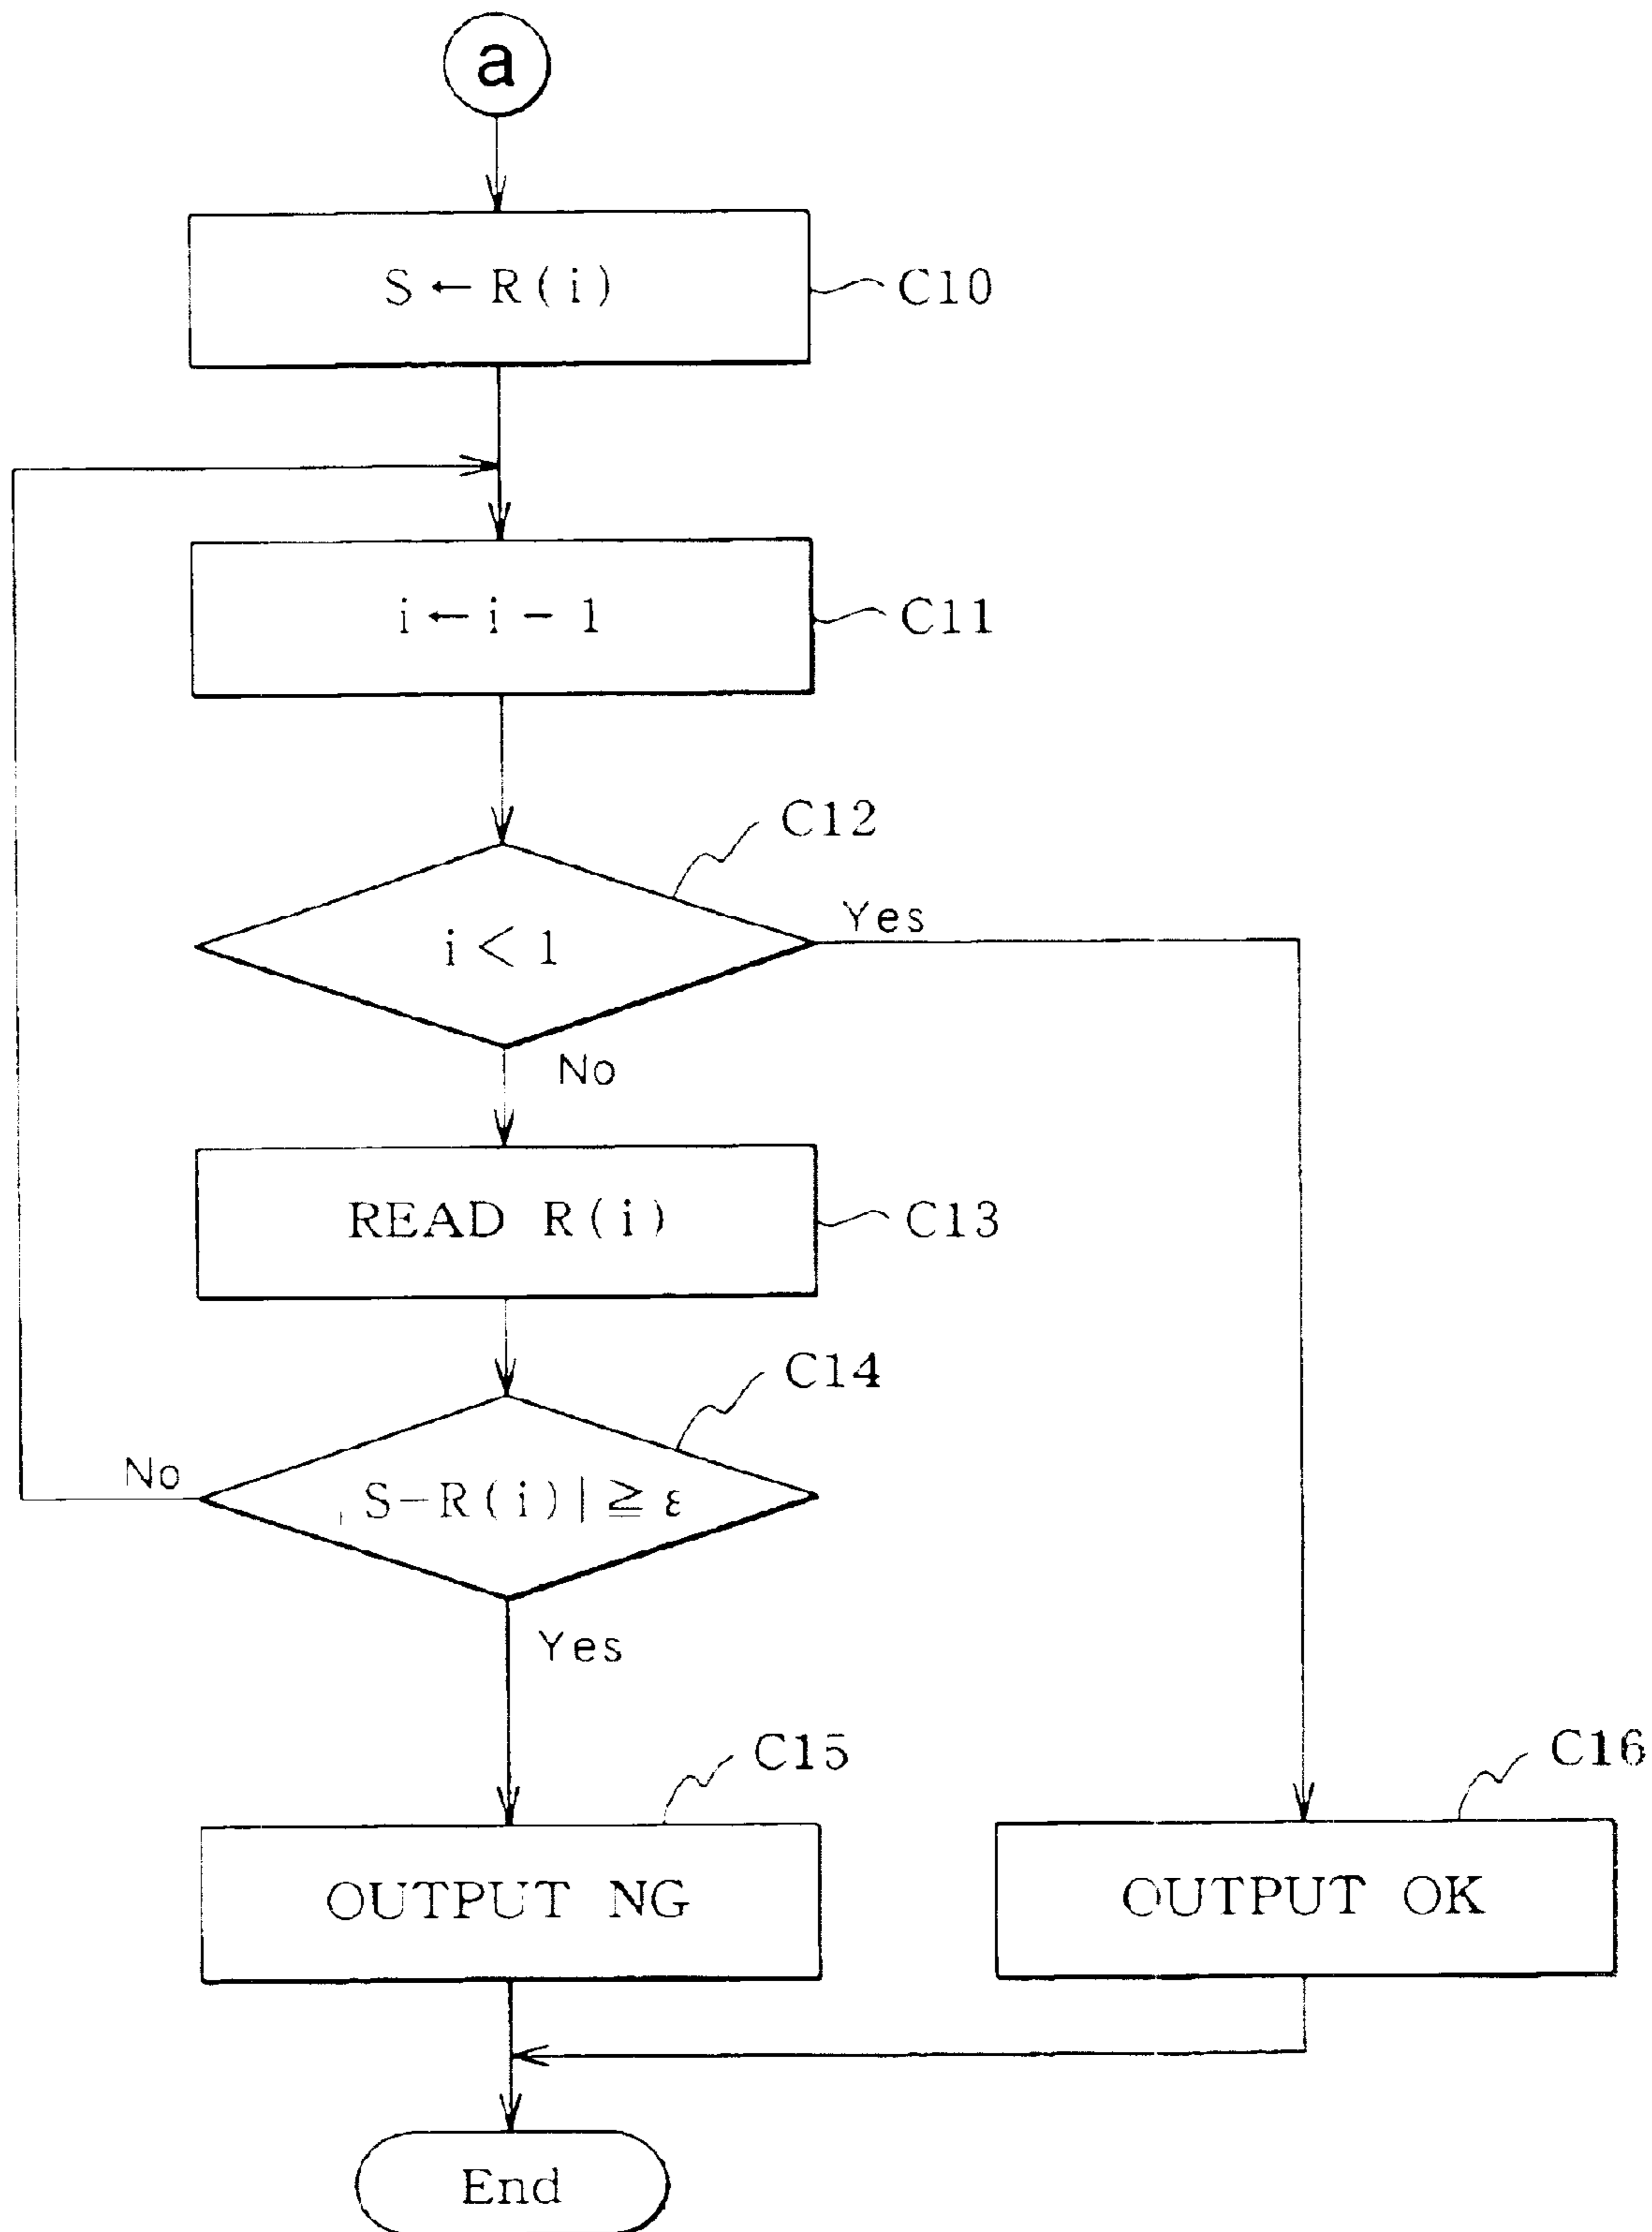 a
S ← R(i)
C10
i ← i − 1
C11
C12
i < 1
Yes
No
READ R(i)
C13
C14
No
|S−R(i)| ≧ ε
Yes
C15
C16
OUTPUT NG
OUTPUT OK
End